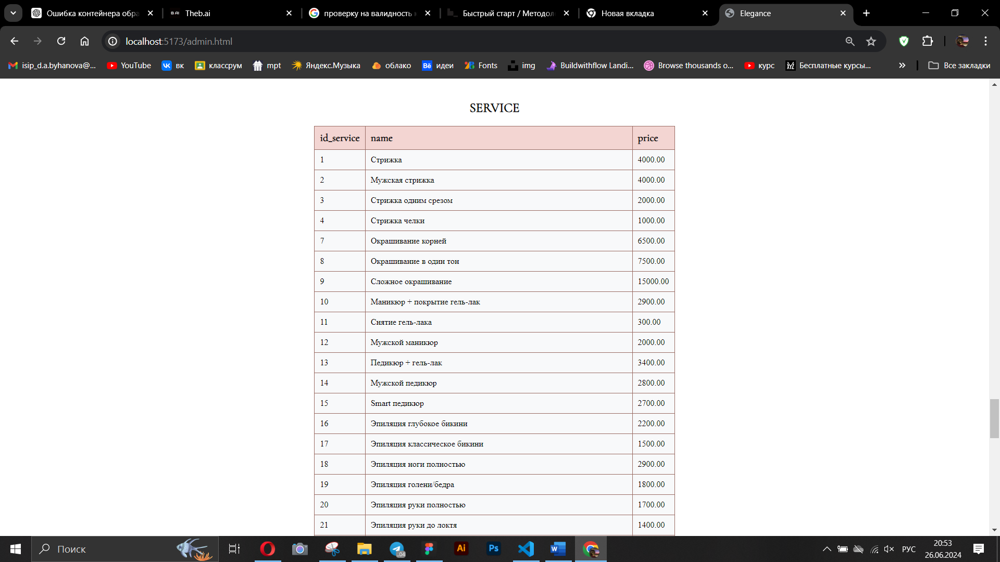 Ошибка контейнера обра
Theb.ai
проверку на валидность к
Быстрый старт / Методол
Новая вкладка
Elegance
localhost:5173/admin.html
isip_d.a.byhanova@...
YouTube
вк
класcрум
mpt
Яндекс.Музыка
облако
идеи
Fonts
img
Buildwithflow Landi...
Browse thousands o...
курс
Бесплатные курсы...
Все закладки
SERVICE
id_service name price
1 Стрижка 4000.00
2 Мужская стрижка 4000.00
3 Стрижка одним срезом 2000.00
4 Стрижка челки 1000.00
7 Окрашивание корней 6500.00
8 Окрашивание в один тон 7500.00
9 Сложное окрашивание 15000.00
10 Маникюр + покрытие гель-лак 2900.00
11 Снятие гель-лака 300.00
12 Мужской маникюр 2000.00
13 Педикюр + гель-лак 3400.00
14 Мужской педикюр 2800.00
15 Smart педикюр 2700.00
16 Эпиляция глубокое бикини 2200.00
17 Эпиляция классическое бикини 1500.00
18 Эпиляция ноги полностью 2900.00
19 Эпиляция голени/бедра 1800.00
20 Эпиляция руки полностью 1700.00
21 Эпиляция руки до локтя 1400.00
Поиск
РУС
20:53
26.06.2024